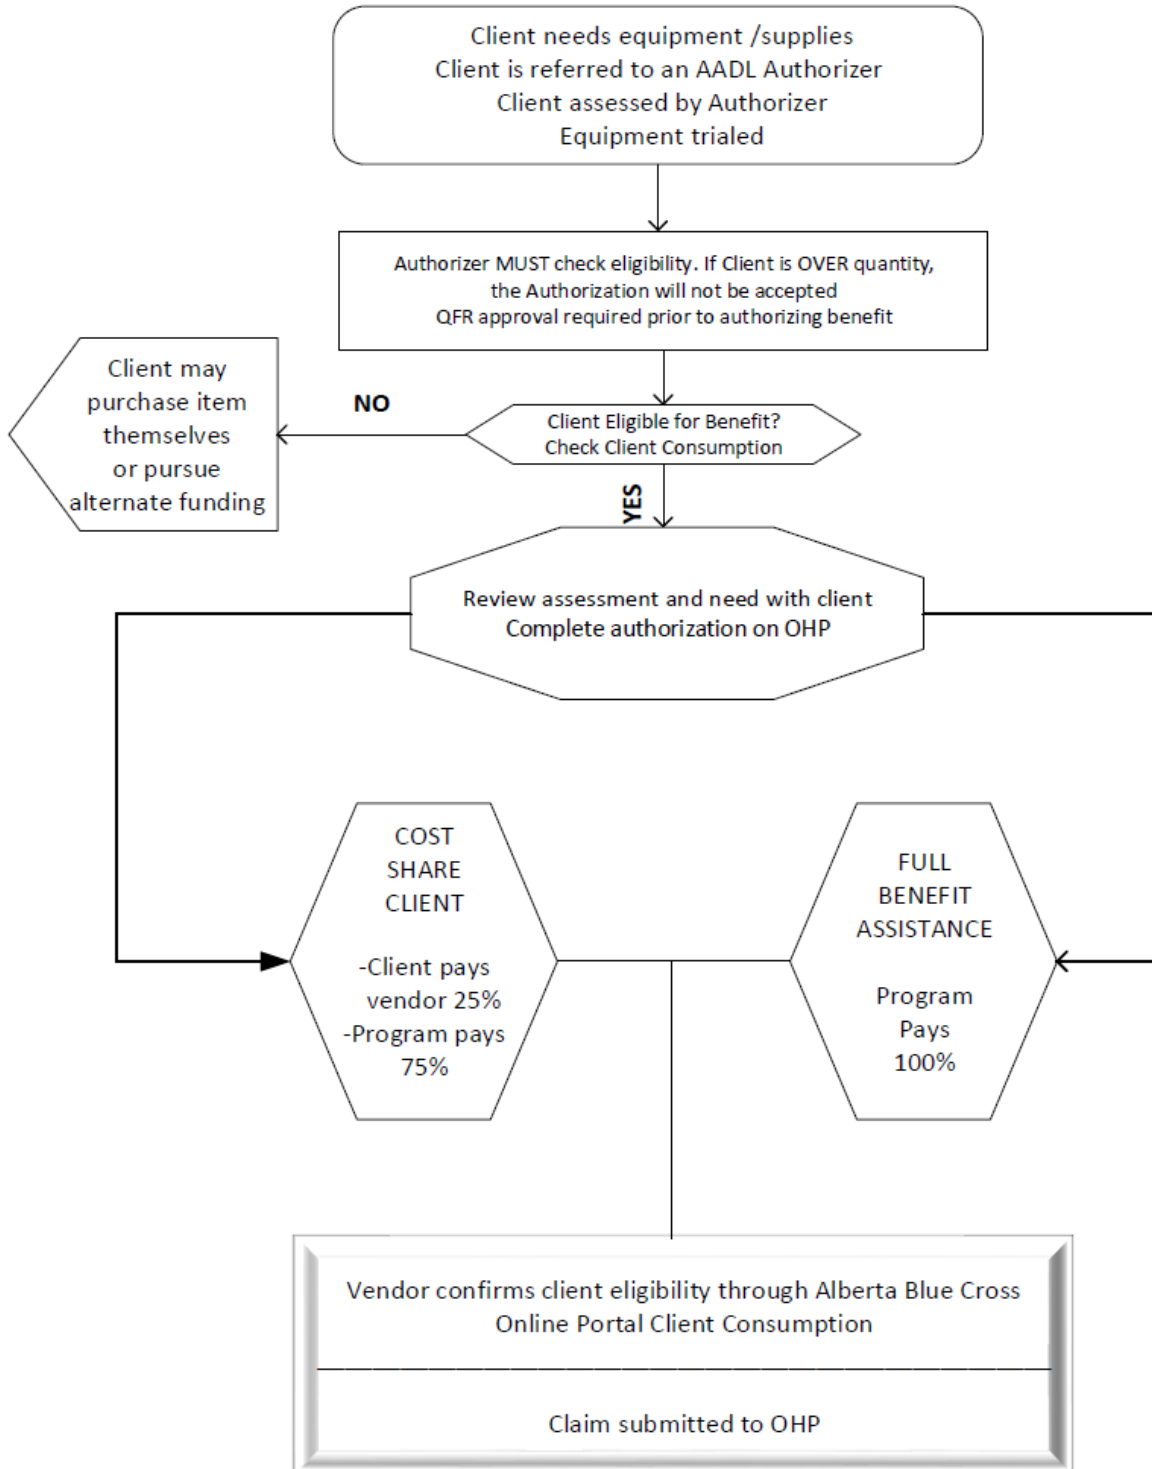 Client needs equipment /supplies
Client is referred to an AADL Authorizer
Client assessed by Authorizer
Equipment trialed
Authorizer MUST check eligibility. If Client is OVER quantity,
the Authorization will not be accepted
QFR approval required prior to authorizing benefit
Client may
purchase item
themselves
or pursue
alternate funding
NO
Client Eligible for Benefit?
Check Client Consumption
YES
Review assessment and need with client
Complete authorization on OHP
COST
SHARE
CLIENT
-Client pays
vendor 25%
-Program pays
75%
FULL
BENEFIT
ASSISTANCE
Program
Pays
100%
Vendor confirms client eligibility through Alberta Blue Cross
Online Portal Client Consumption
Claim submitted to OHP